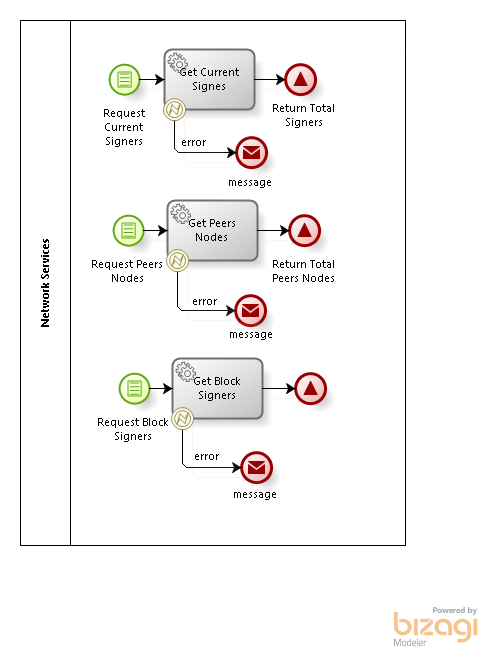 Network Services
Get Current
Signes
Request
Current
Signers
Return Total
Signers
error
message
Get Peers
Nodes
Request Peers
Nodes
Return Total
Peers Nodes
error
message
Get Block
Signers
Request Block
Signers
error
message
Powered by
bizagi
Modeler